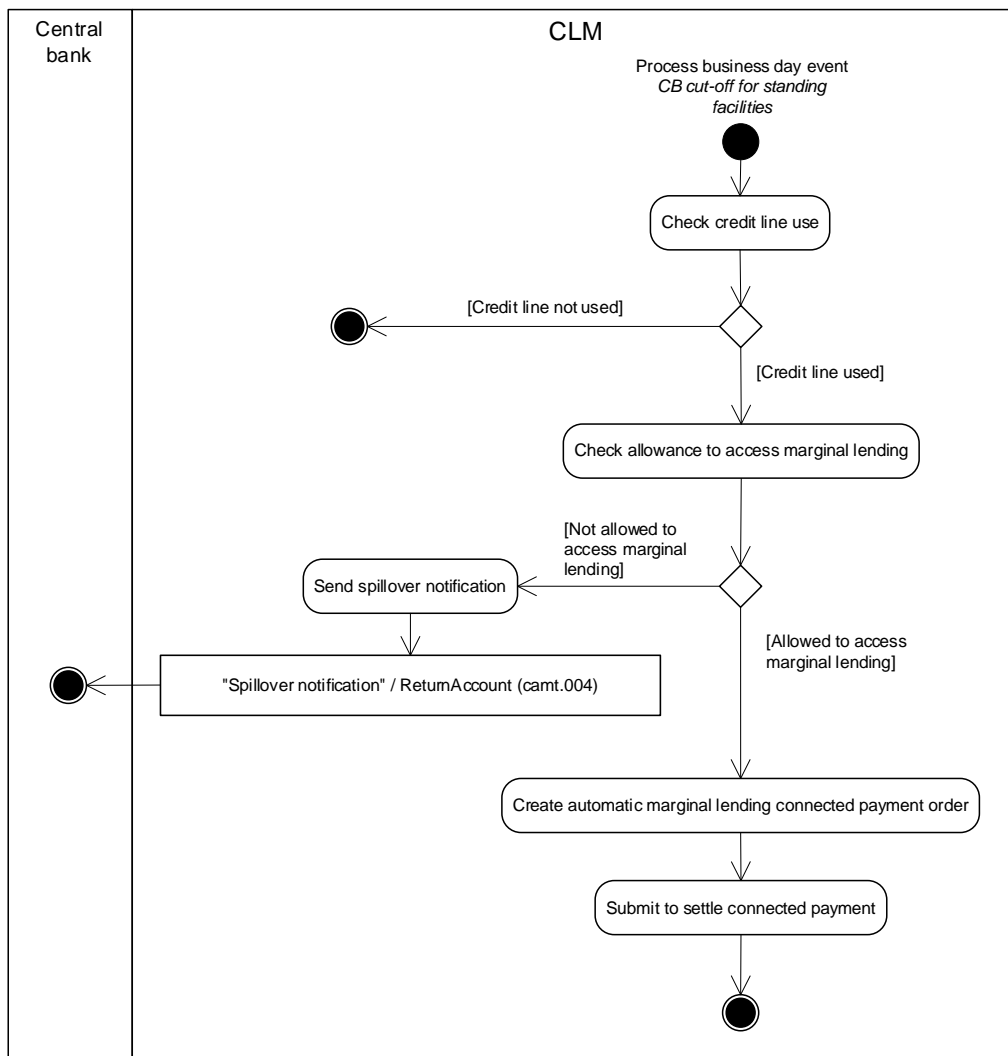 Central
bank
CLM
Process business day event
CB cut-off for standing
facilities
Check credit line use
[Credit line not used]
[Credit line used]
Check allowance to access marginal lending
[Not allowed to
access marginal
lending]
Send spillover notification
[Allowed to access
marginal lending]
"Spillover notification" / ReturnAccount (camt.004)
Create automatic marginal lending connected payment order
Submit to settle connected payment